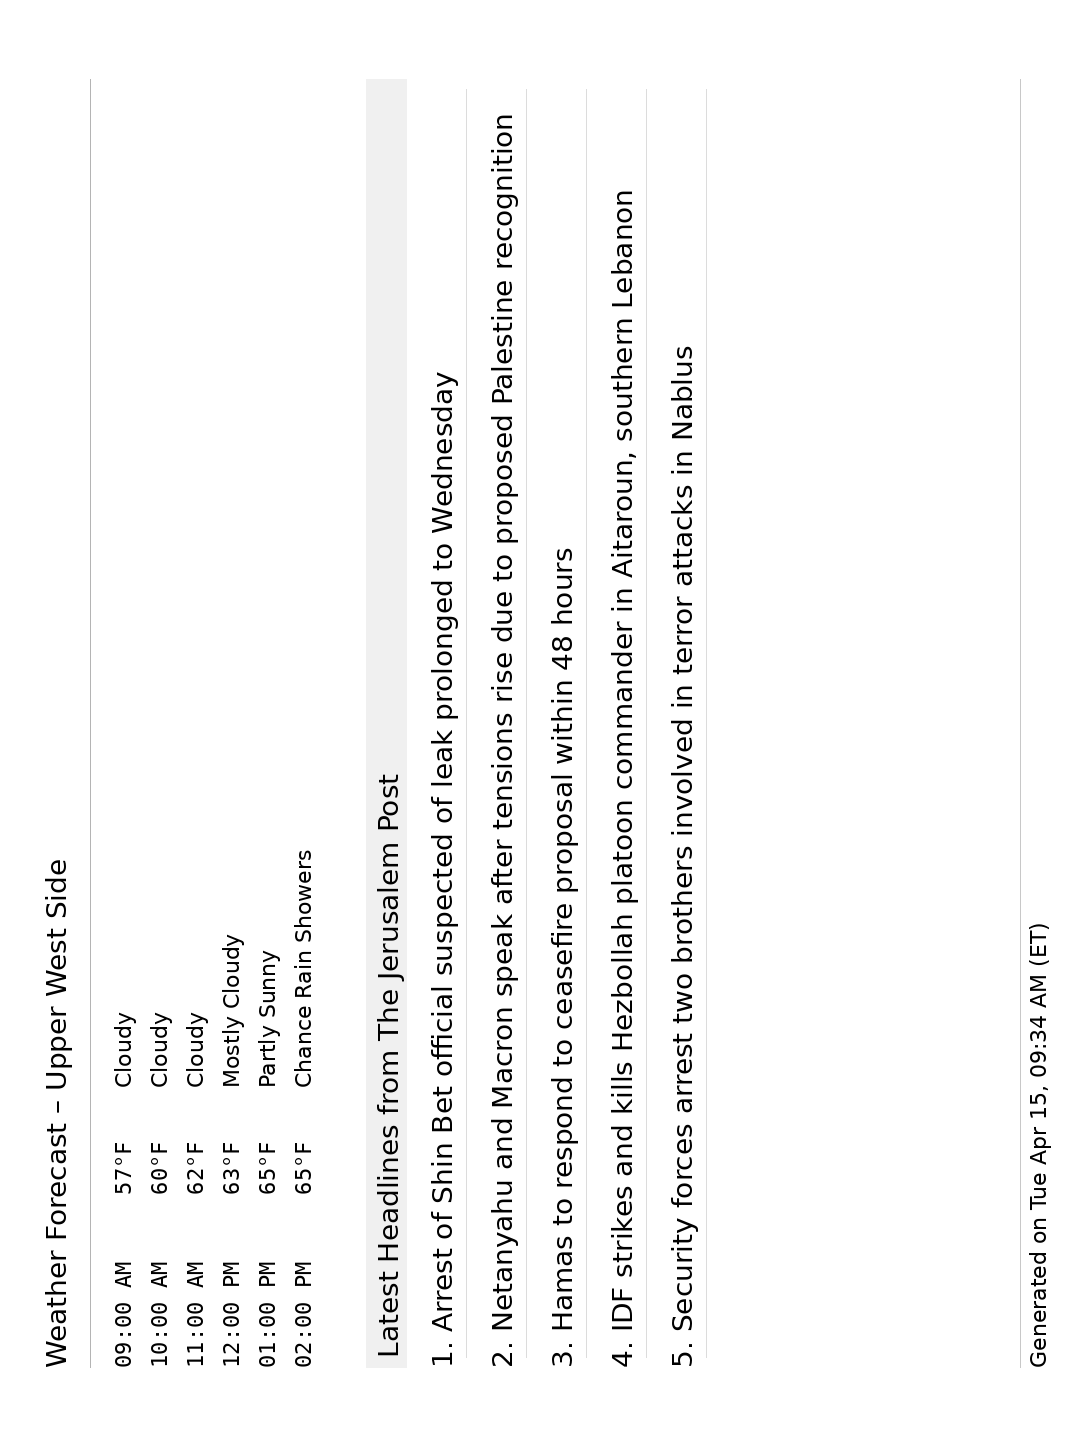 Weather Forecast – Upper West Side
09:00 AM 57°F Cloudy
10:00 AM 60°F Cloudy
11:00 AM 62°F Cloudy
12:00 PM 63°F Mostly Cloudy
01:00 PM 65°F Partly Sunny
02:00 PM 65°F Chance Rain Showers
Latest Headlines from The Jerusalem Post
1. Arrest of Shin Bet official suspected of leak prolonged to Wednesday
2. Netanyahu and Macron speak after tensions rise due to proposed Palestine recognition
3. Hamas to respond to ceasefire proposal within 48 hours
4. IDF strikes and kills Hezbollah platoon commander in Aitaroun, southern Lebanon
5. Security forces arrest two brothers involved in terror attacks in Nablus
Generated on Tue Apr 15, 09:34 AM (ET)